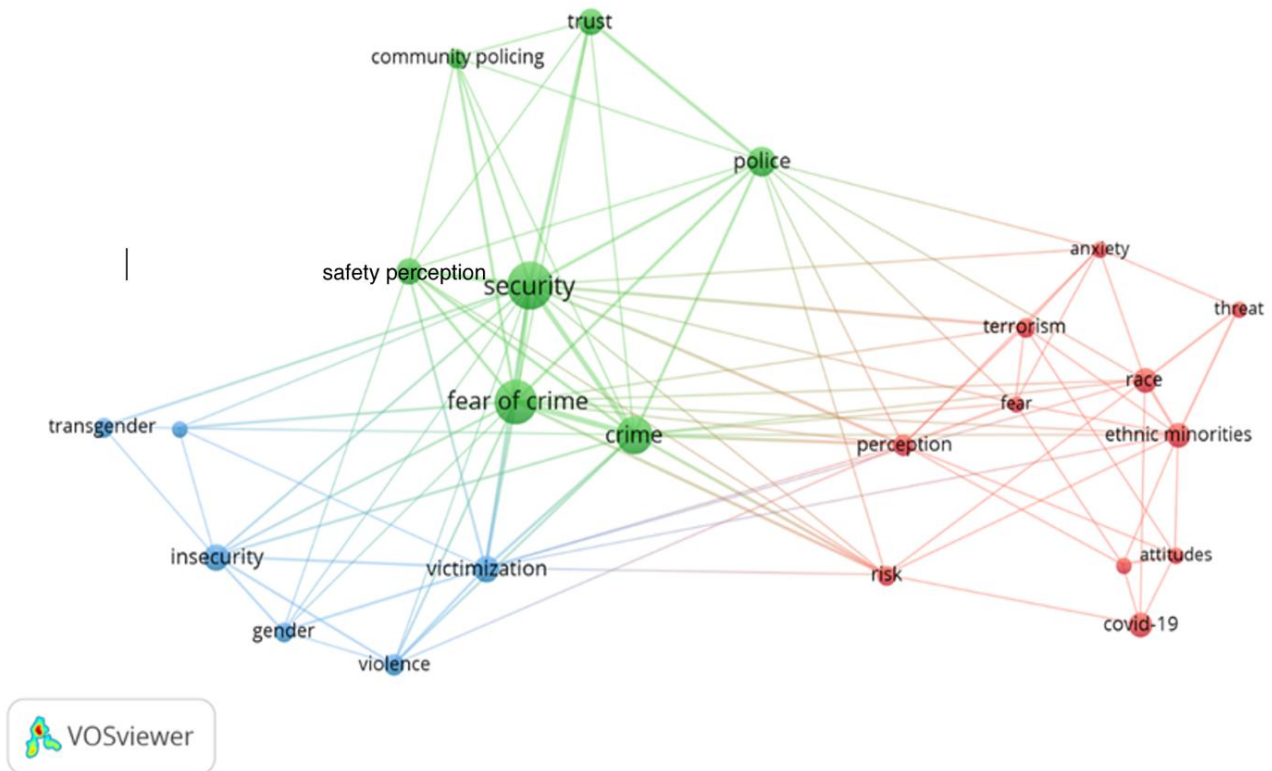 trust
community policing
police
anxiety
safety perception
security
threat
terrorism
race
fear of crime
fear
transgender
crime
ethnic minorities
perception
insecurity
victimization
attitudes
risk
gender
covid-19
violence
VOSviewer